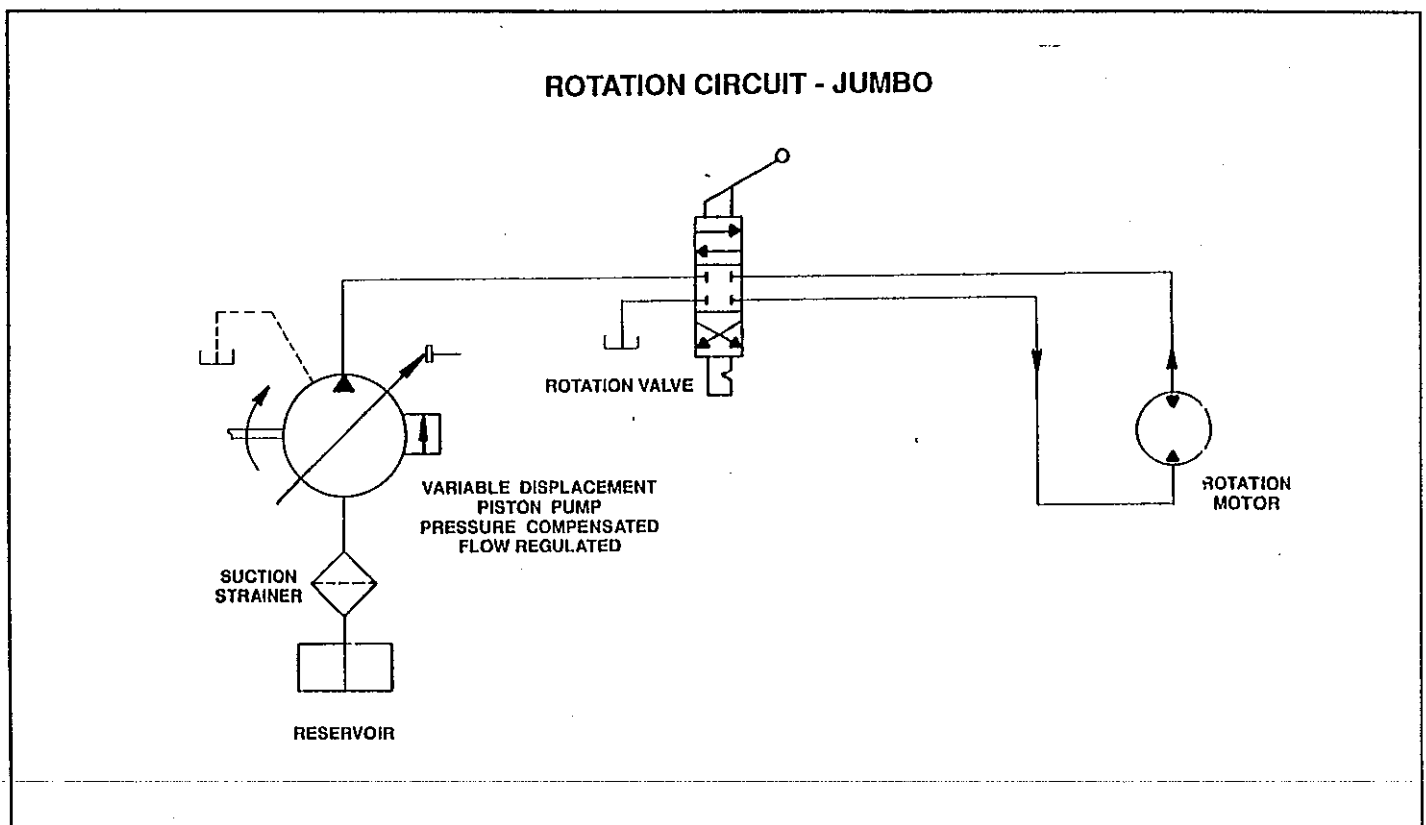 ROTATION CIRCUIT - JUMBO
ROTATION VALVE
VARIABLE DISPLACEMENT
PISTON PUMP
PRESSURE COMPENSATED
FLOW REGULATED
ROTATION
MOTOR
SUCTION
STRAINER
RESERVOIR